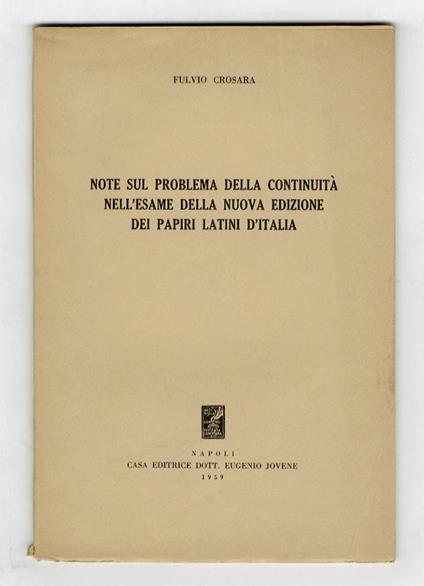 FULVIO CROSARA
NOTE SUL PROBLEMA DELLA CONTINUITÀ
NELL'ESAME DELLA NUOVA EDIZIONE
DEI PAPIRI LATINI D'ITALIA
NAPOLI
CASA EDITRICE DOTT. EUGENIO JOVENE
1959